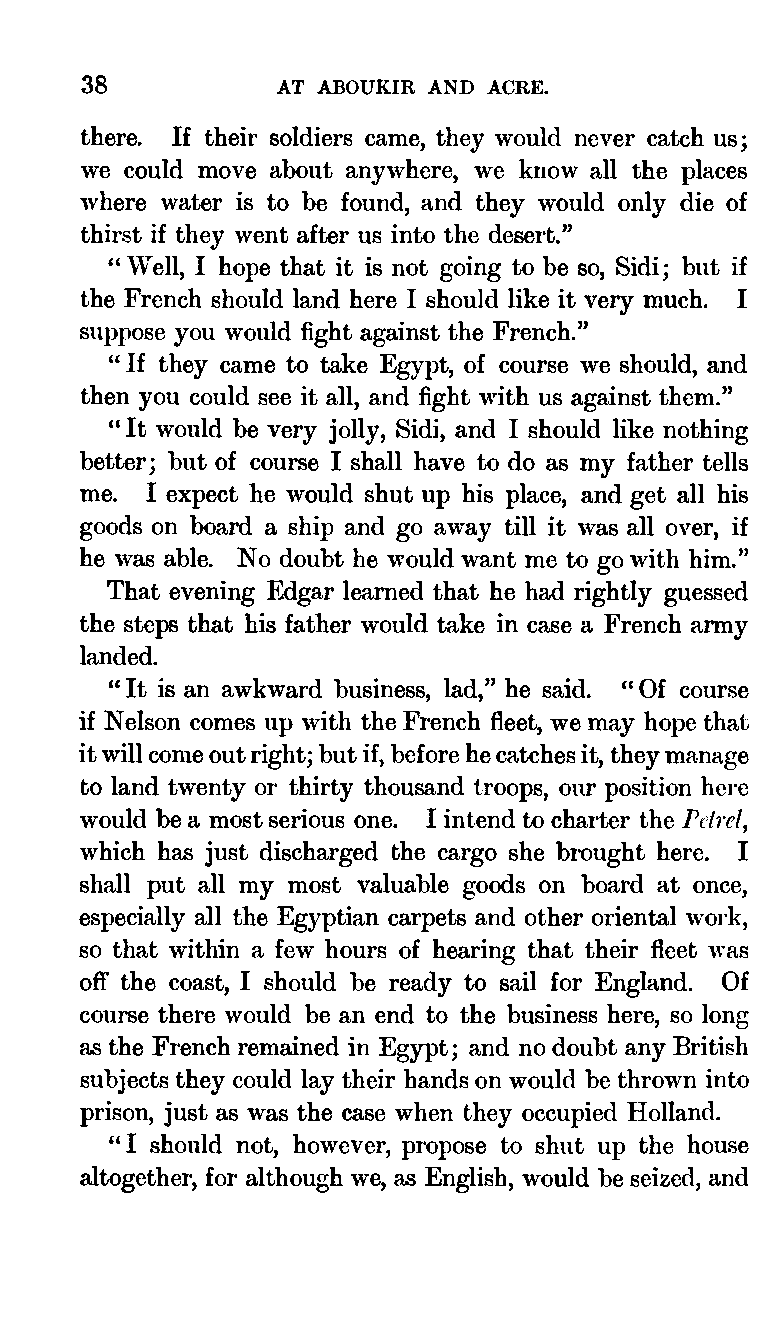 38 AT ABOUKIR AND ACRE.
there. If their soldiers came, they would never catch us;
we could move about anywhere, we know all the places
where water is to be found, and they would only die of
thirst if they went after us into the desert.”
“Well, I hope that it is not going to be so, Sidi; but if
the French should land here I should like it very much. I
suppose you would fight against the French.”
“If they came to take Egypt, of course we should, and
then you could see it all, and fight with us against them.”
“It would be very jolly, Sidi, and I should like nothing
better; but of course I shall have to do as my father tells
me. I expect he would shut up his place, and get all his
goods on board a ship and go away till it was all over, if
he was able. No doubt he would want me to go with him.”
That evening Edgar learned that he had rightly guessed
the steps that his father would take in case a French army
landed.
“It is an awkward business, lad,” he said. “Of course
if Nelson comes up with the French fleet, we may hope that
it will come out right; but if, before he catches it, they manage
to land twenty or thirty thousand troops, our position here
would be a most serious one. I intend to charter the Petrel,
which has just discharged the cargo she brought here. I
shall put all my most valuable goods on board at once,
especially all the Egyptian carpets and other oriental work,
so that within a few hours of hearing that their fleet was
off the coast, I should be ready to sail for England. Of
course there would be an end to the business here, so long
as the French remained in Egypt; and no doubt any British
subjects they could lay their hands on would be thrown into
prison, just as was the case when they occupied Holland.
“I should not, however, propose to shut up the house
altogether, for although we, as English, would be seized, and